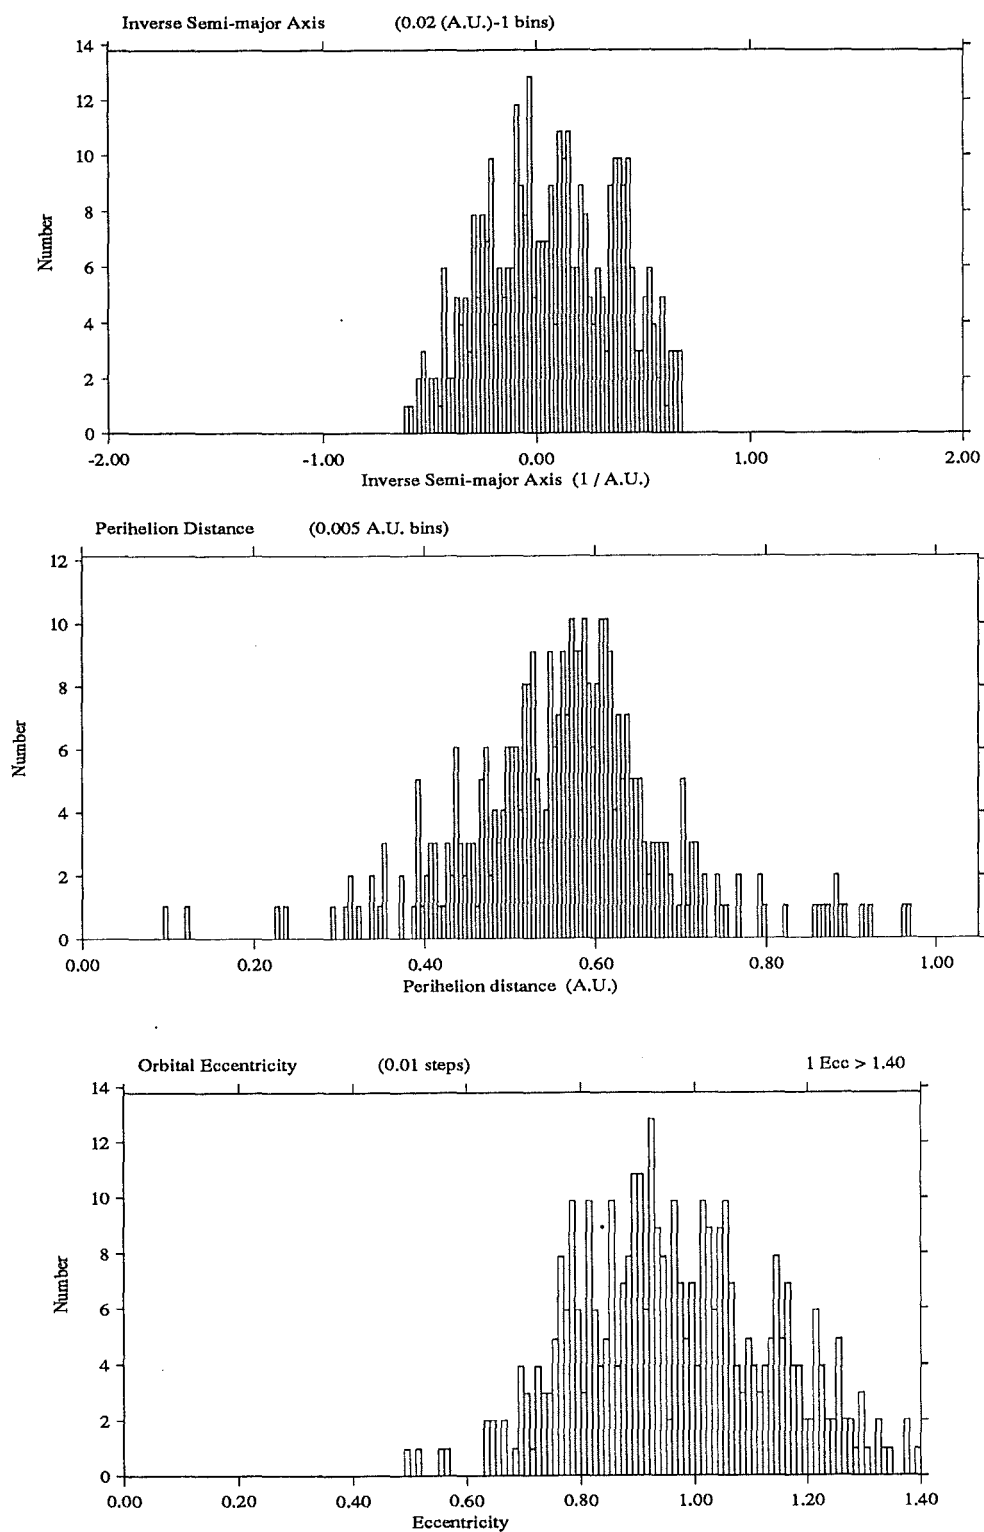 Inverse Semi-major Axis (0.02 (A.U.)-1 bins)
14
12
10
8
6
4
2
0
Number
-2.00 -1.00 0.00 1.00 2.00
Inverse Semi-major Axis (1 / A.U.)
Perihelion Distance (0.005 A.U. bins)
12
10
8
6
4
2
0
Number
0.00 0.20 0.40 0.60 0.80 1.00
Perihelion distance (A.U.)
Orbital Eccentricity (0.01 steps) 1 Ecc > 1.40
14
12
10
8
6
4
2
0
Number
0.00 0.20 0.40 0.60 0.80 1.00 1.20 1.40
Eccentricity